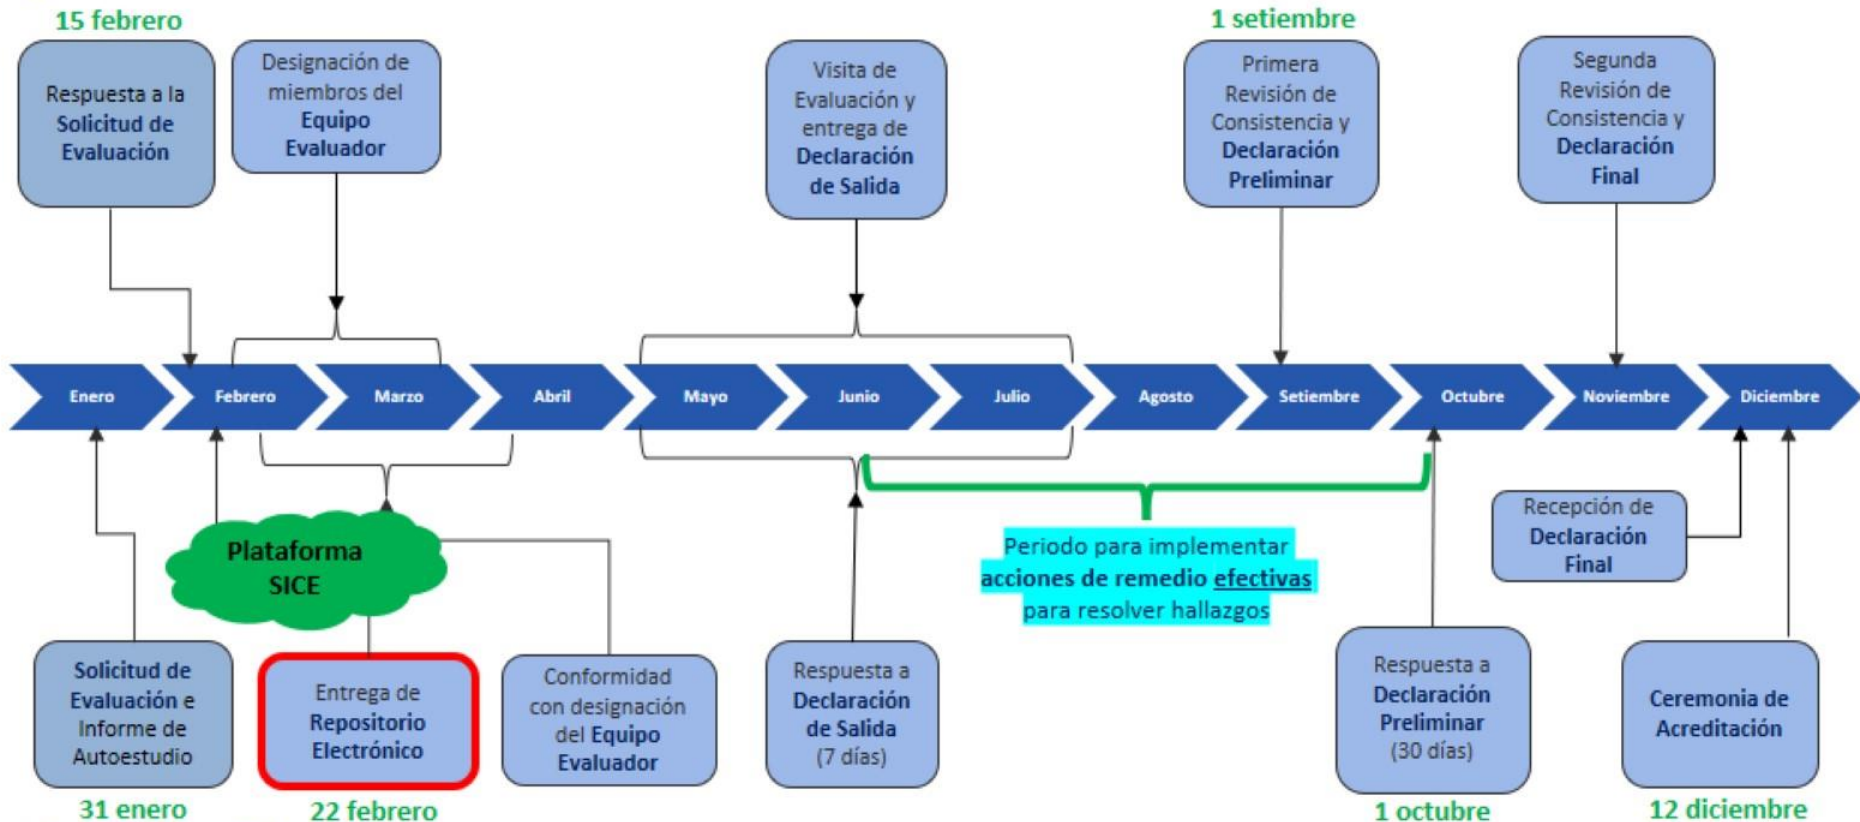 15 febrero
Respuesta a la
Solicitud de
Evaluación
Designación de
miembros del
Equipo
Evaluador
Visita de
Evaluación y
entrega de
Declaración
de Salida
1 setiembre
Primera
Revisión de
Consistencia y
Declaración
Preliminar
Segunda
Revisión de
Consistencia y
Declaración
Final
Enero
Febrero
Marzo
Abril
Mayo
Junio
Julio
Agosto
Setiembre
Octubre
Noviembre
Diciembre
Plataforma
SICE
Periodo para implementar
acciones de remedio efectivas
para resolver hallazgos
Recepción de
Declaración
Final
Solicitud de
Evaluación e
Informe de
Autoestudio
31 enero
Entrega de
Repositorio
Electrónico
22 febrero
Conformidad
con designación
del Equipo
Evaluador
Respuesta a
Declaración
de Salida
(7 días)
Respuesta a
Declaración
Preliminar
(30 días)
1 octubre
Ceremonia de
Acreditación
12 diciembre